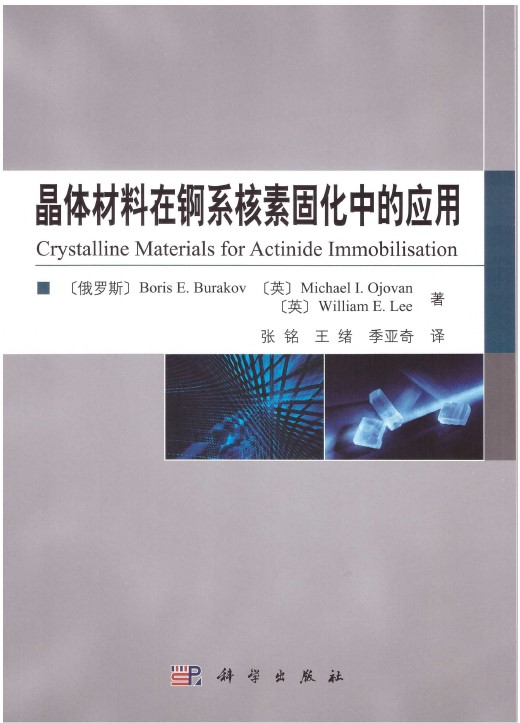 晶体材料在锕系核素固化中的应用
Crystalline Materials for Actinide Immobilisation
〔俄罗斯〕Boris E. Burakov 〔英〕Michael I. Ojovan
〔英〕William E. Lee
著
张铭 王绪 季亚奇 译
SP 科学出版社